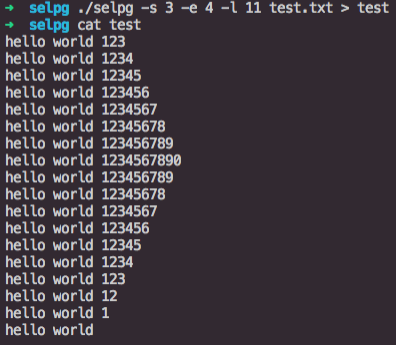 ➜ selpg ./selpg -s 3 -e 4 -l 11 test.txt > test
➜ selpg cat test
hello world 123
hello world 1234
hello world 12345
hello world 123456
hello world 1234567
hello world 12345678
hello world 123456789
hello world 1234567890
hello world 123456789
hello world 12345678
hello world 1234567
hello world 123456
hello world 12345
hello world 1234
hello world 123
hello world 12
hello world 1
hello world